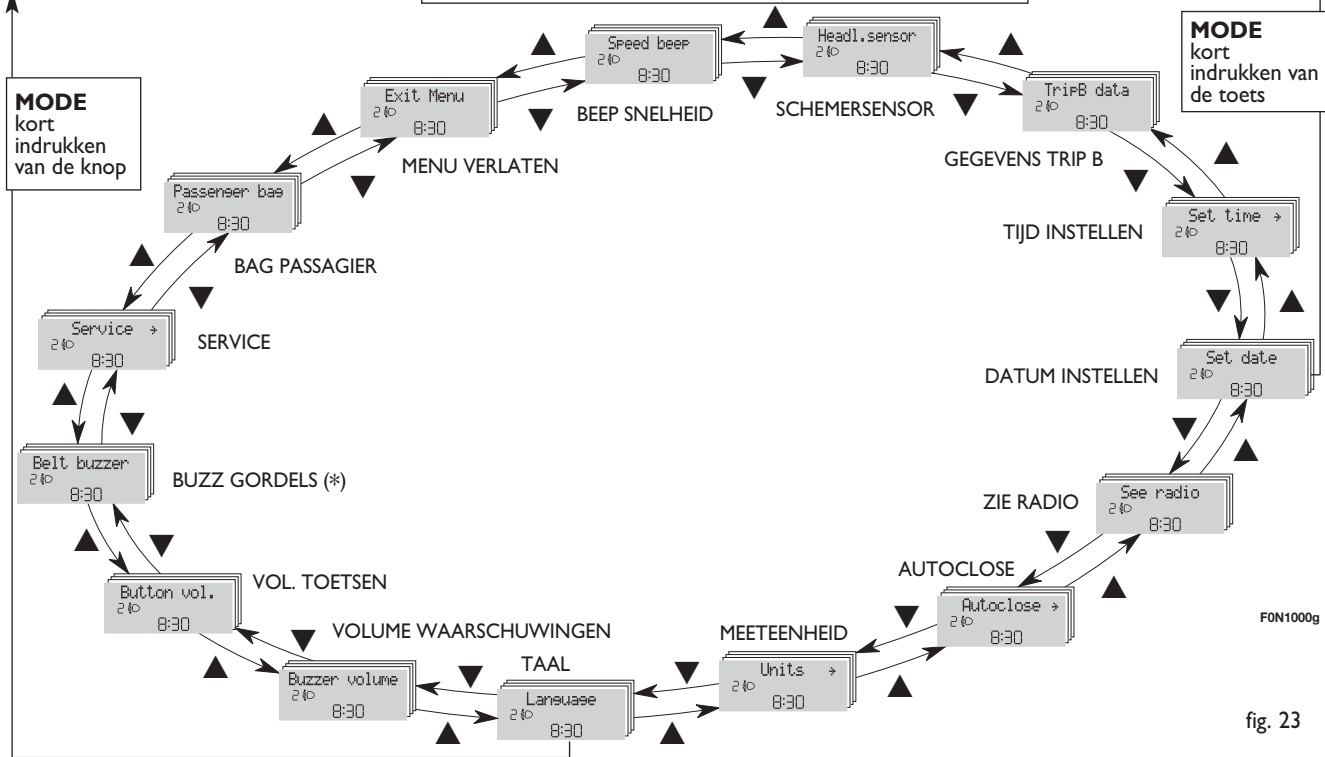 MODE
kort
indrukken
van de knop
MODE
kort
indrukken van
de toets
Speed beep
8:30
BEEP SNELHEID
Headl.sensor
8:30
SCHEMERSENSOR
TripB data
8:30
GEGEVENS TRIP B
Set time →
8:30
TIJD INSTELLEN
Set date
8:30
DATUM INSTELLEN
See radio
8:30
ZIE RADIO
Autoclose →
8:30
AUTOCLOSE
Units →
8:30
MEETEENHEID
Language
8:30
TAAL
Buzzer volume
8:30
VOLUME WAARSCHUWINGEN
Button vol.
8:30
VOL. TOETSEN
Belt buzzer
8:30
BUZZ GORDELS (*)
Service →
8:30
SERVICE
Passenger bag
8:30
BAG PASSAGIER
Exit Menu
8:30
MENU VERLATEN
F0N1000g
fig. 23